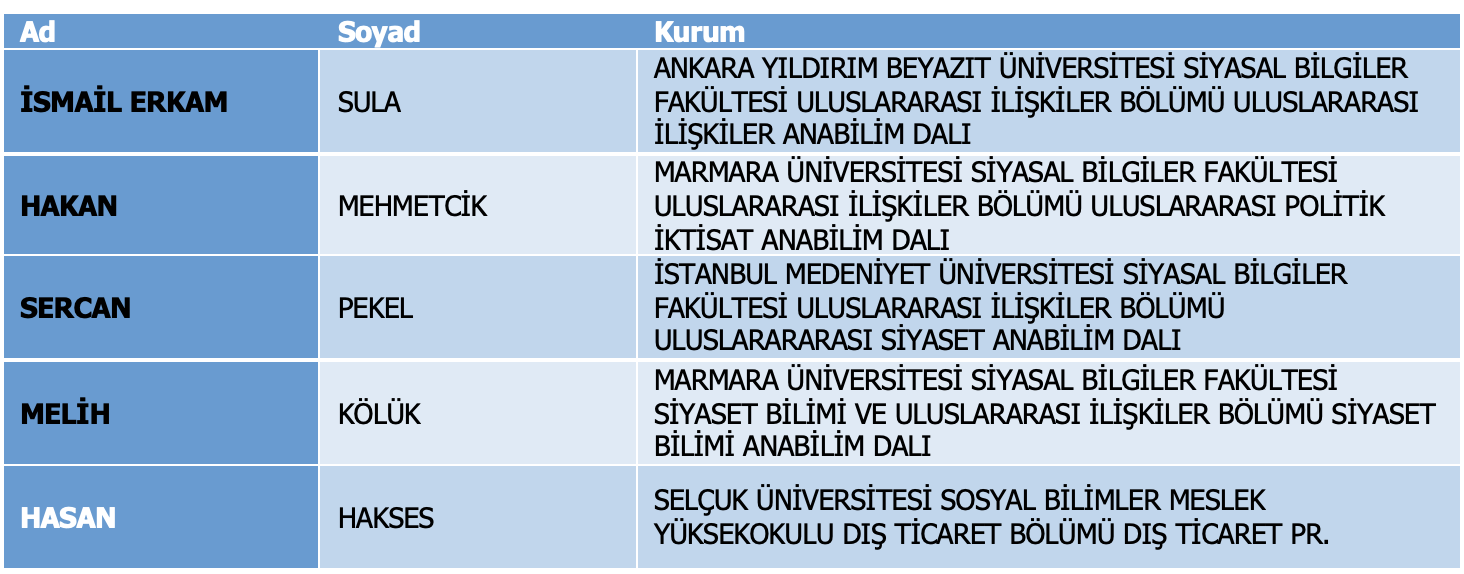 Ad Soyad Kurum
İSMAİL ERKAM SULA ANKARA YILDIRIM BEYAZIT ÜNİVERSİTESİ SİYASAL BİLGİLER
FAKÜLTESİ ULUSLARARASI İLİŞKİLER BÖLÜMÜ ULUSLARARASI
İLİŞKİLER ANABİLİM DALI
HAKAN MEHMETCİK MARMARA ÜNİVERSİTESİ SİYASAL BİLGİLER FAKÜLTESİ
ULUSLARARASI İLİŞKİLER BÖLÜMÜ ULUSLARARASI POLİTİK
İKTİSAT ANABİLİM DALI
SERCAN PEKEL İSTANBUL MEDENİYET ÜNİVERSİTESİ SİYASAL BİLGİLER
FAKÜLTESİ ULUSLARARASI İLİŞKİLER BÖLÜMÜ
ULUSLARARARASI SİYASET ANABİLİM DALI
MELİH KÖLÜK MARMARA ÜNİVERSİTESİ SİYASAL BİLGİLER FAKÜLTESİ
SİYASET BİLİMİ VE ULUSLARARASI İLİŞKİLER BÖLÜMÜ SİYASET
BİLİMİ ANABİLİM DALI
HASAN HAKSES SELÇUK ÜNİVERSİTESİ SOSYAL BİLİMLER MESLEK
YÜKSEKOKULU DIŞ TİCARET BÖLÜMÜ DIŞ TİCARET PR.